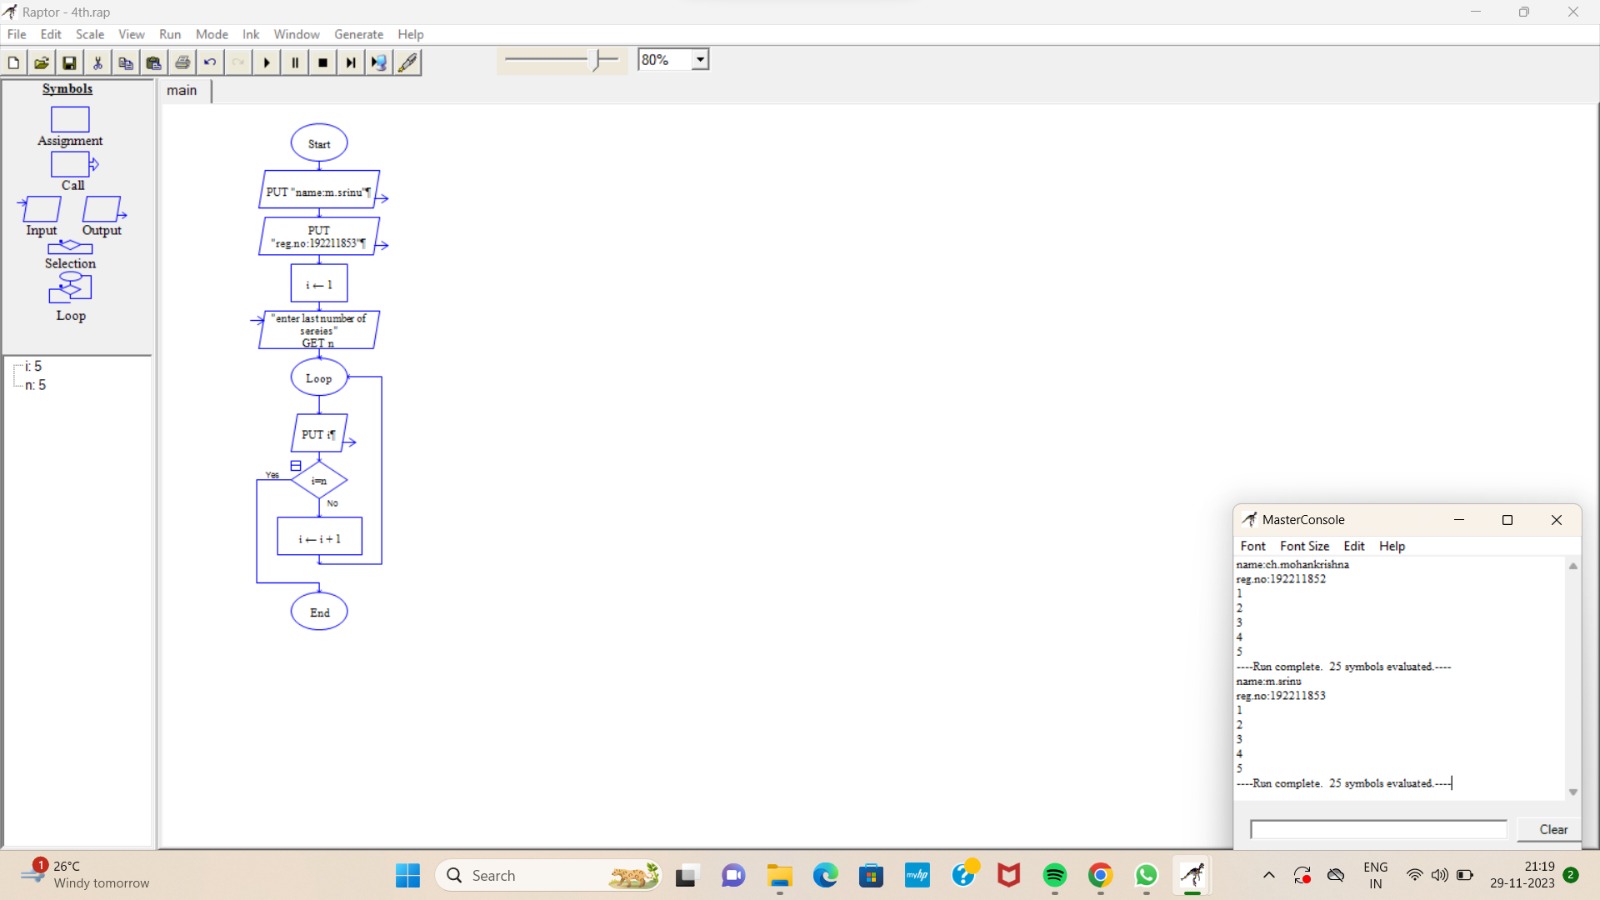 Raptor - 4th.rap
File Edit Scale View Run Mode Ink Window Generate Help
80%
Symbols
Assignment
Call
Input Output
Selection
Loop
i: 5
n: 5
main
Start
PUT "name:m.srinu"¶
PUT
"reg.no:192211853"¶
i ← 1
"enter last number of
sereies"
GET n
Loop
PUT i¶
Yes
i=n
No
i ← i + 1
End
MasterConsole
Font Font Size Edit Help
name:ch.mohankrishna
reg.no:192211852
1
2
3
4
5
----Run complete.  25 symbols evaluated.----
name:m.srinu
reg.no:192211853
1
2
3
4
5
----Run complete.  25 symbols evaluated.----
Clear
1
26°C
Windy tomorrow
Search
myhp
ENG
IN
21:19
29-11-2023
2